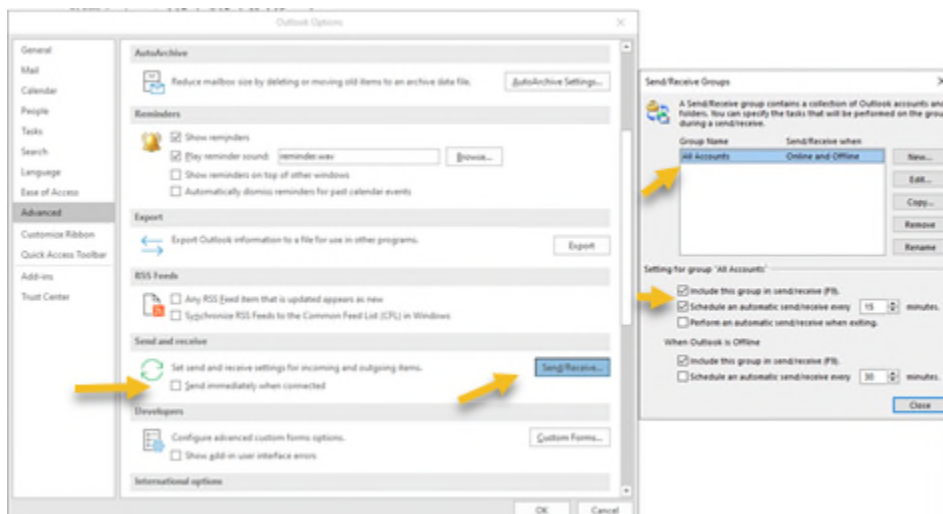 Outlook Options
General
Mail
Calendar
People
Tasks
Search
Language
Ease of Access
Advanced
Customize Ribbon
Quick Access Toolbar
Add-ins
Trust Center
AutoArchive
Reduce mailbox size by deleting or moving old items to an archive data file.
AutoArchive Settings...
Reminders
Show reminders
Play reminder sound: reminder.wav Browse...
Show reminders on top of other windows
Automatically dismiss reminders for past calendar events
Export
Export Outlook information to a file for use in other programs.
Export
RSS Feeds
Any RSS Feed item that is updated appears as new
Synchronize RSS Feeds to the Common Feed List (CFL) in Windows
Send and receive
Set send and receive settings for incoming and outgoing items.
Send/Receive...
Send immediately when connected
Developers
Configure advanced custom forms options.
Custom Forms...
Show add-in user interface errors
International options
OK Cancel
Send/Receive Groups
A Send/Receive group contains a collection of Outlook accounts and
folders. You can specify the tasks that will be performed on the grou
during a send/receive.
Group Name Send/Receive when
All Accounts Online and Offline
New...
Edit...
Copy...
Remove
Rename
Setting for group 'All Accounts'
Include this group in send/receive (F9).
Schedule an automatic send/receive every 15 minutes.
Perform an automatic send/receive when exiting.
When Outlook is Offline
Include this group in send/receive (F9).
Schedule an automatic send/receive every 30 minutes.
Close